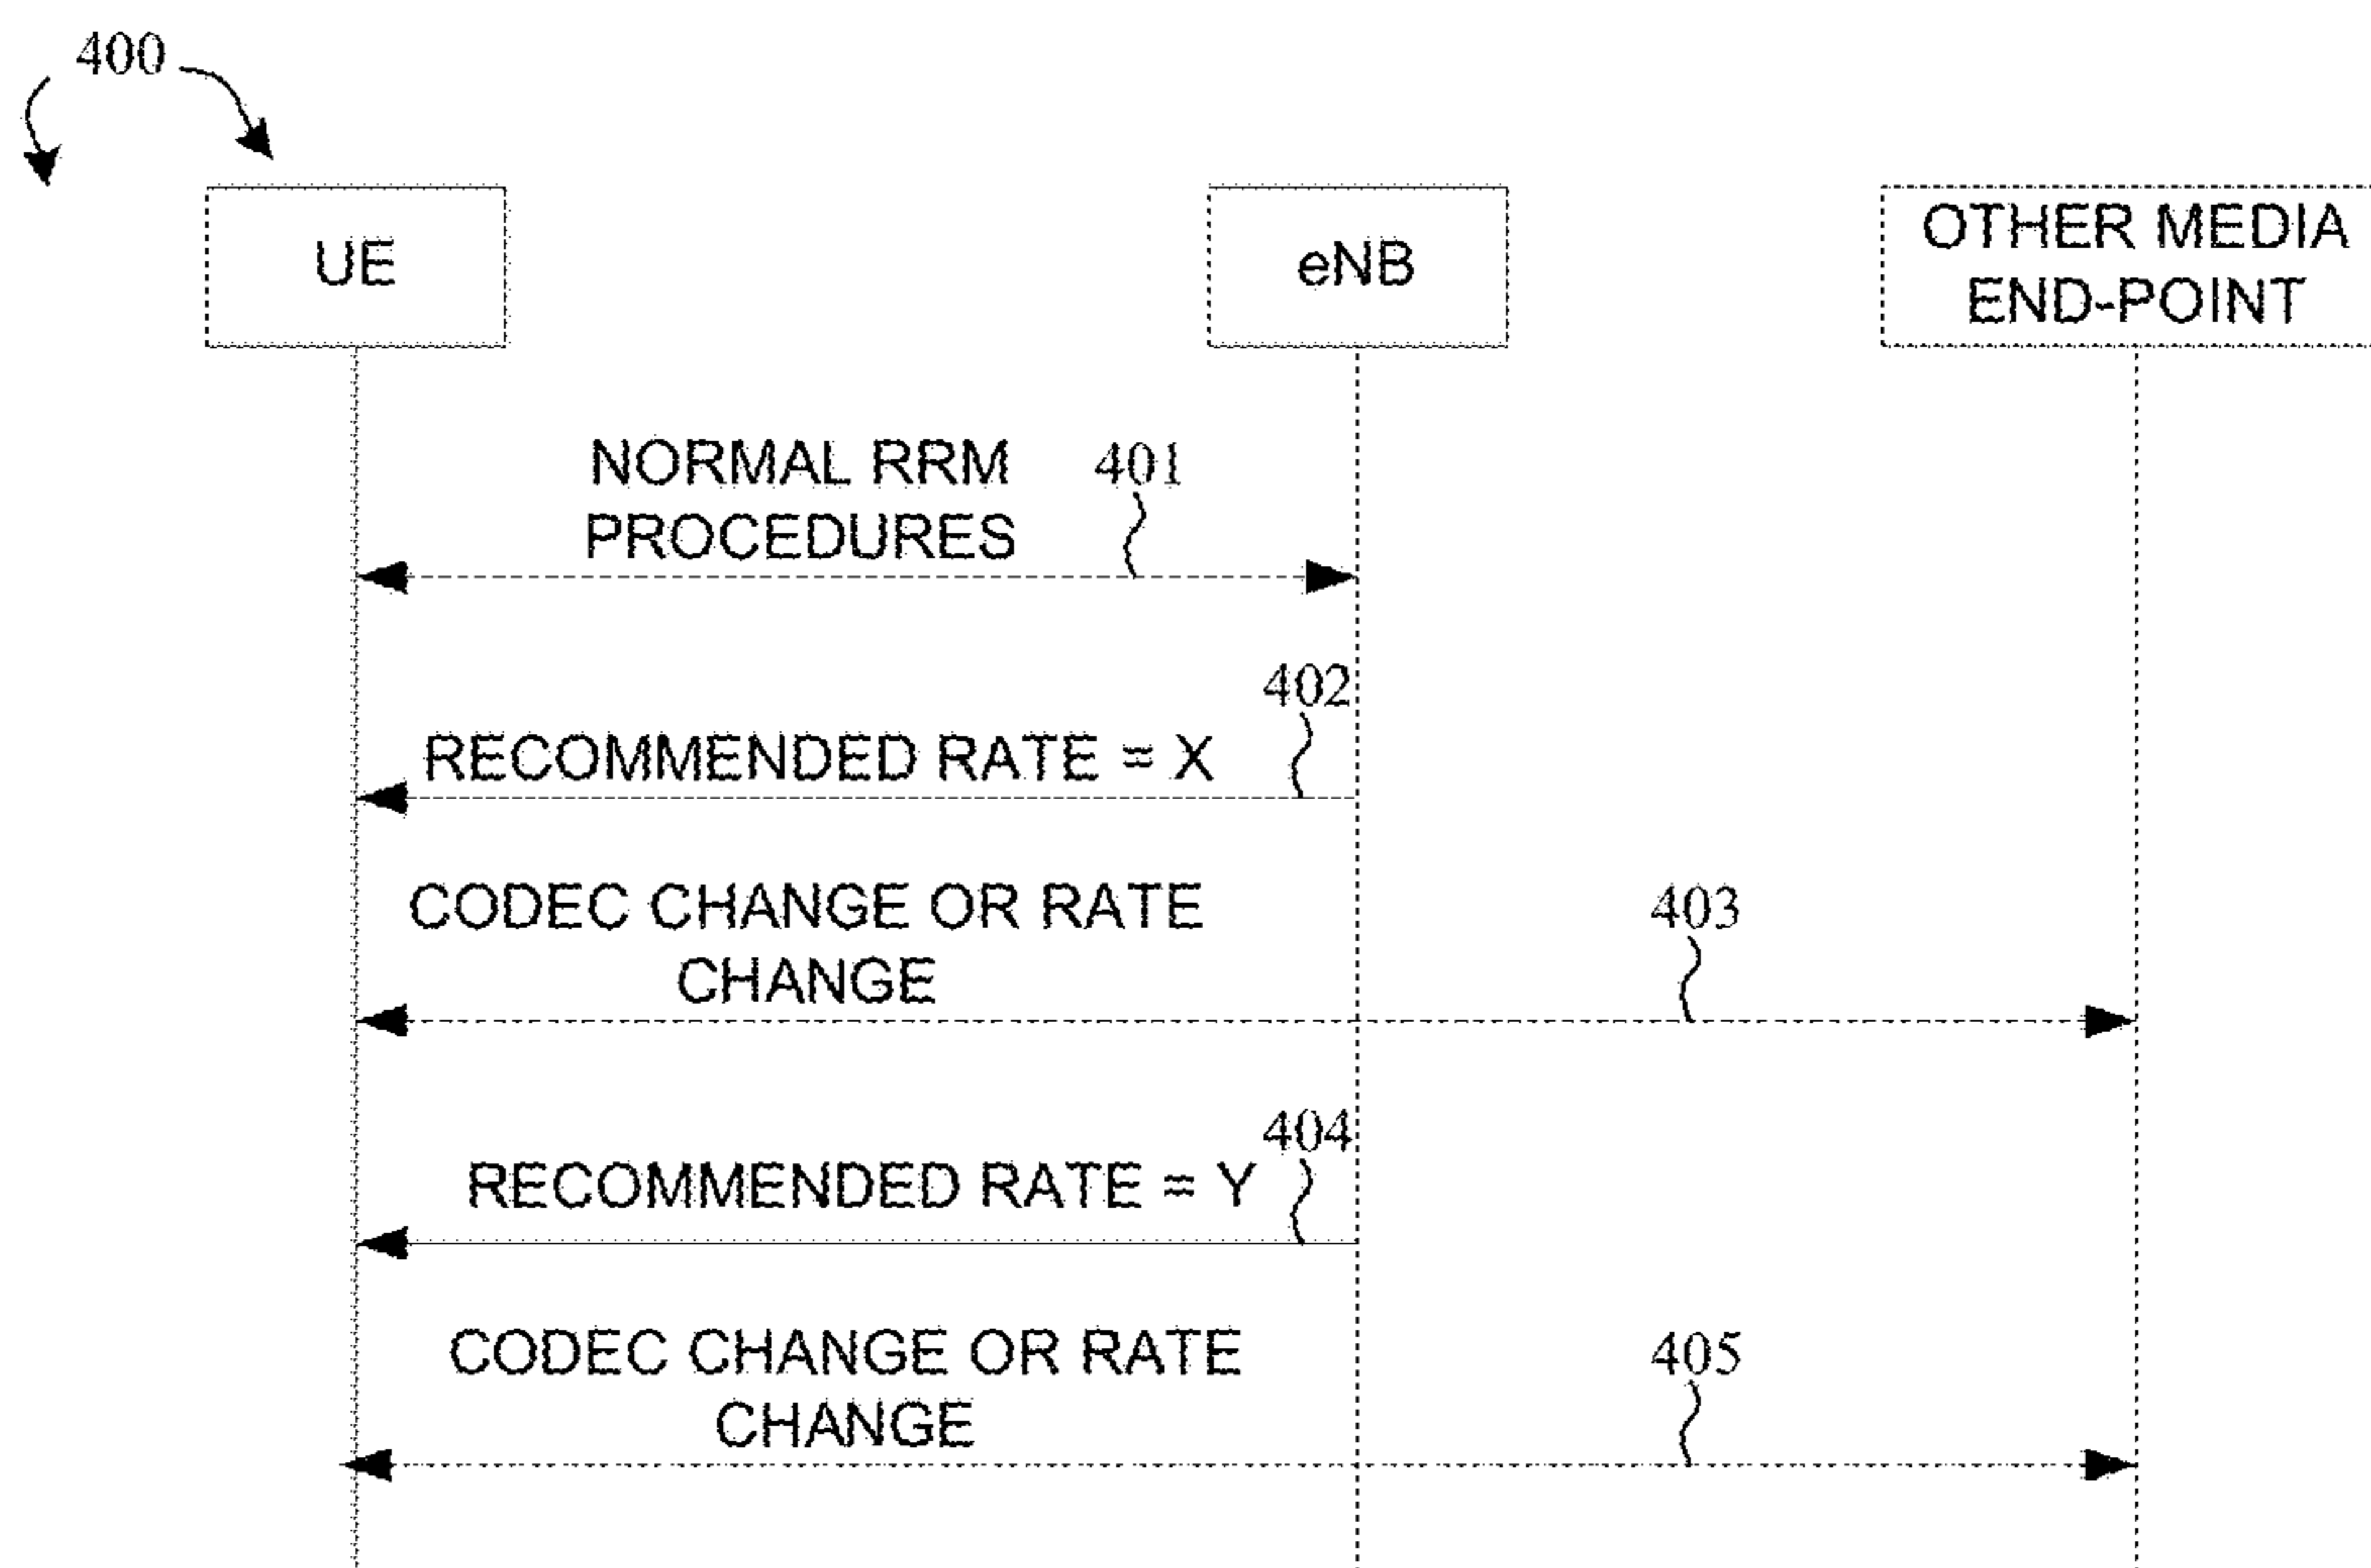 400
UE
eNB
OTHER MEDIA
END-POINT
NORMAL RRM
PROCEDURES
401
402
RECOMMENDED RATE = X
CODEC CHANGE OR RATE
CHANGE
403
404
RECOMMENDED RATE = Y
CODEC CHANGE OR RATE
CHANGE
405